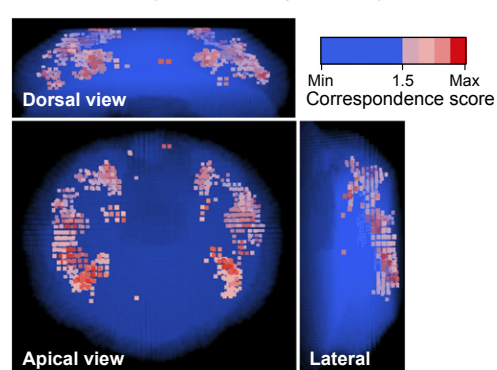 Min 1.5 Max
Correspondence score
Dorsal view
Apical view
Lateral